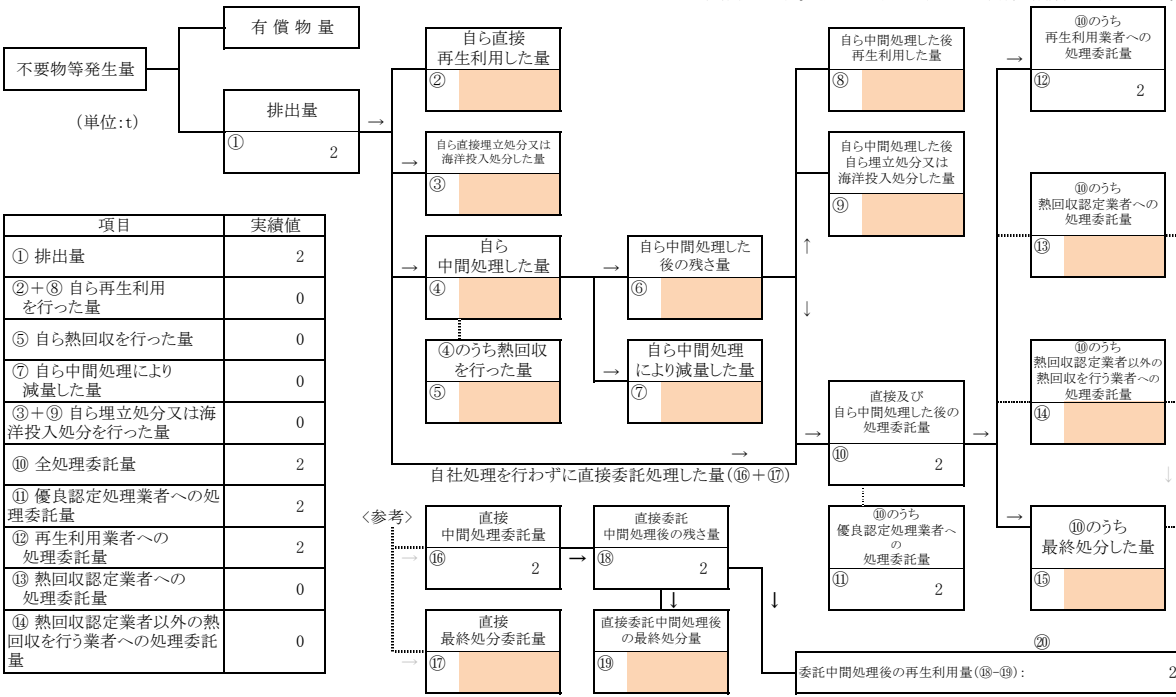 有 償 物 量
不要物等発生量
(単位:t)
排出量
→
①
2
自ら直接
再生利用した量
②
→
自ら直接埋立処分又は
海洋投入処分した量
③
→
自ら
中間処理した量
④
④のうち熱回収
を行った量
⑤
→
自ら中間処理した
後の残さ量
⑥
→
自ら中間処理
により減量した量
⑦
→
自社処理を行わずに直接委託処理した量(⑯+⑰)
自ら中間処理した後
再生利用した量
⑧
自ら中間処理した後
自ら埋立処分又は
海洋投入処分した量
⑨
↑
↓
→
直接及び
自ら中間処理した後の
処理委託量
⑩
2
⑩のうち
優良認定処理業者へ
の
処理委託量
⑪
2
→
→
⑩のうち
再生利用業者への
処理委託量
⑫
2
⑩のうち
熱回収認定業者への
処理委託量
⑬
⑩のうち
熱回収認定業者以外の
熱回収を行う業者への
処理委託量
⑭
↓
→
⑩のうち
最終処分した量
⑮
項目 実績値
① 排出量 2
②+⑧ 自ら再生利用
を行った量 0
⑤ 自ら熱回収を行った量 0
⑦ 自ら中間処理により
減量した量 0
③+⑨ 自ら埋立処分又は海
洋投入処分を行った量 0
⑩ 全処理委託量 2
⑪ 優良認定処理業者への処
理委託量 2
⑫ 再生利用業者への
処理委託量 2
⑬ 熱回収認定業者への
処理委託量 0
⑭ 熱回収認定業者以外の熱
回収を行う業者への処理委託
量 0
<参考>
→
直接
中間処理委託量
⑯
2
→
直接委託
中間処理後の残さ量
⑱
2
↓
↓
→
直接
最終処分委託量
⑰
直接委託中間処理後
の最終処分量
⑲
⑳
委託中間処理後の再生利用量(⑱-⑲): 2